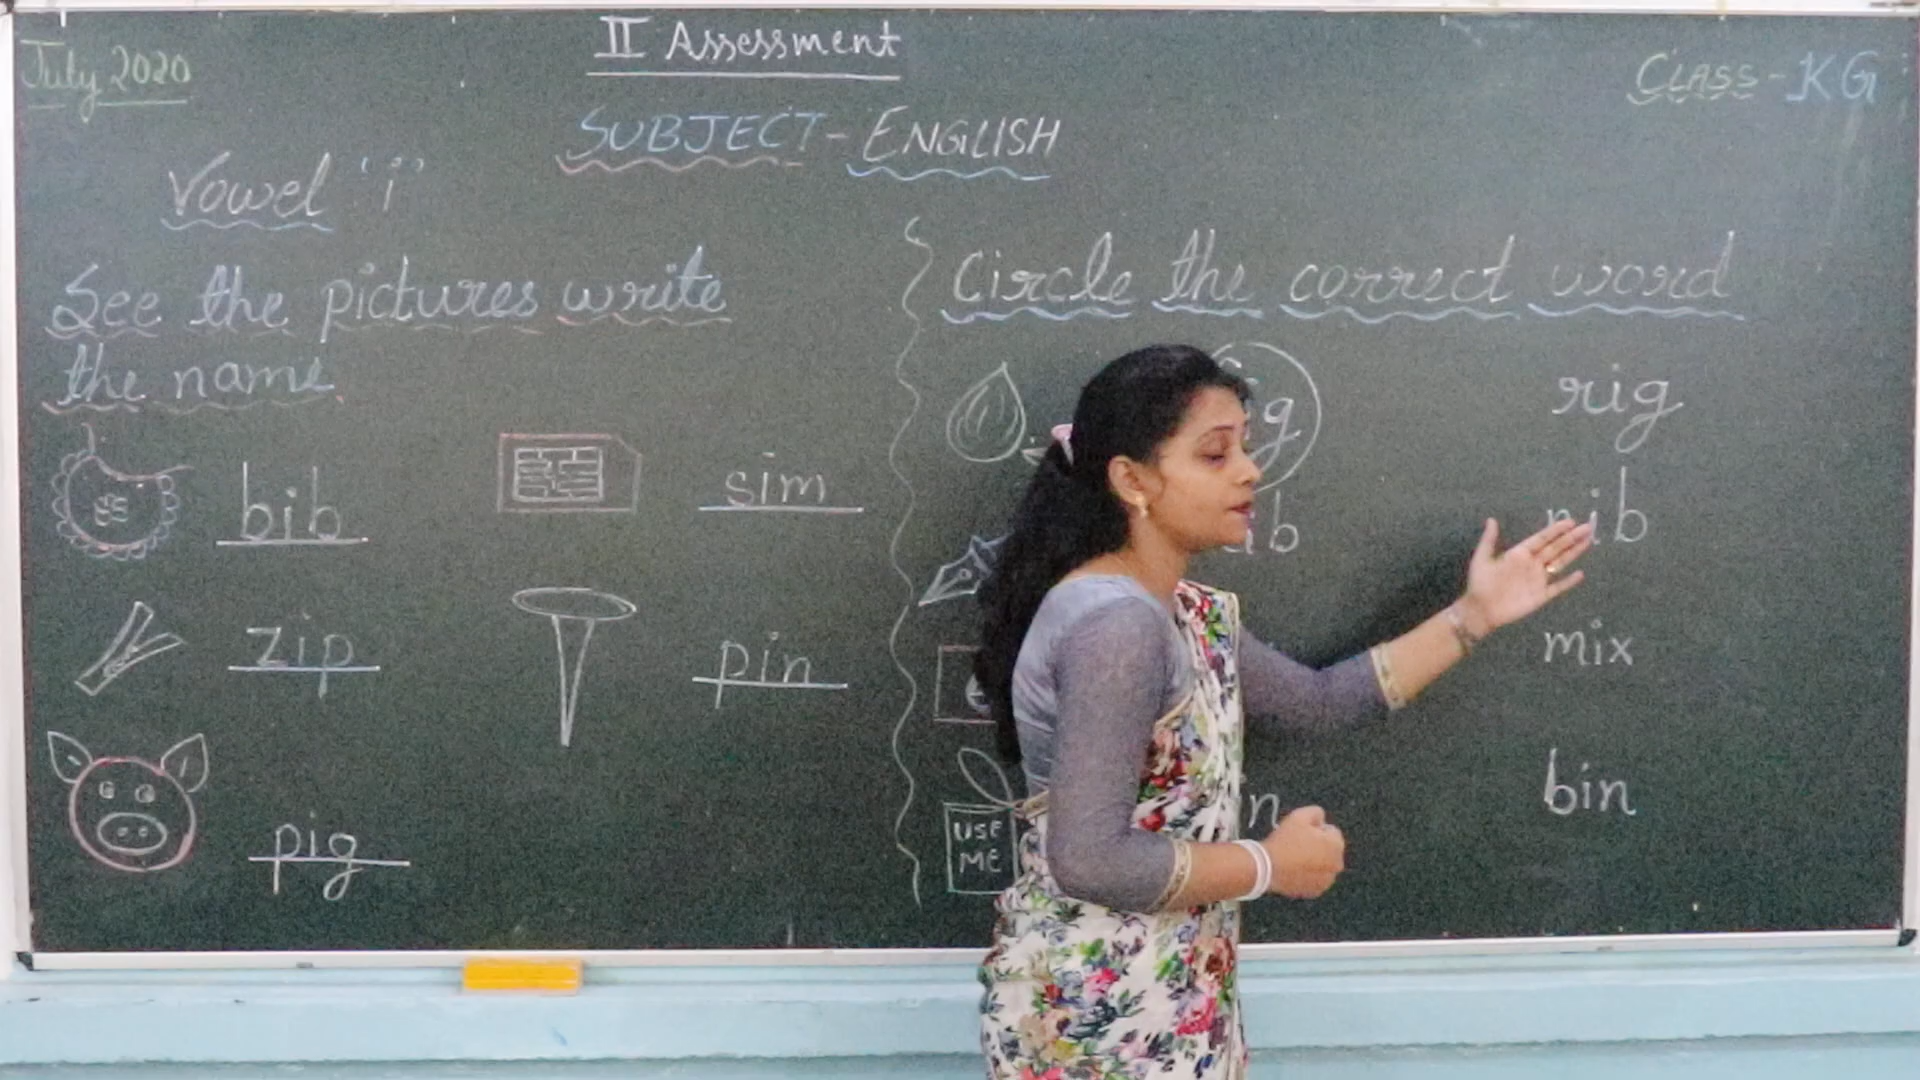 July 2020
II Assessment
CLASS - KG
SUBJECT - ENGLISH
Vowel "i"
See the pictures write
the name
bib
sim
zip
pin
pig
Circle the correct word
rig
nib
mix
bin
USE
ME